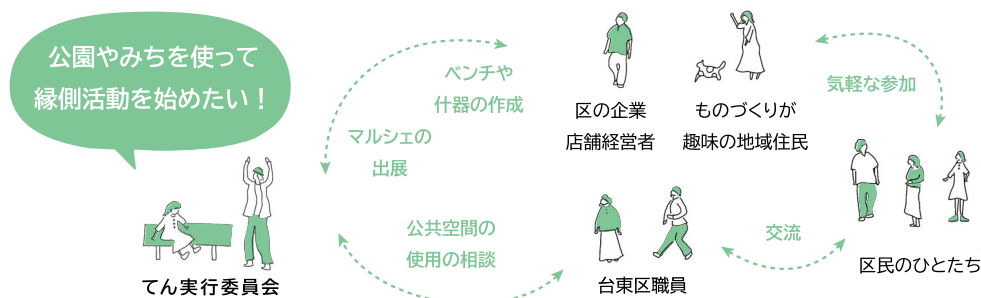 公園やみちを使って
縁側活動を始めたい！
てん実行委員会
ベンチや
什器の作成
マルシェの
出展
公共空間の
使用の相談
区の企業
店舗経営者
ものづくりが
趣味の地域住民
気軽な参加
台東区職員
交流
区民のひとたち